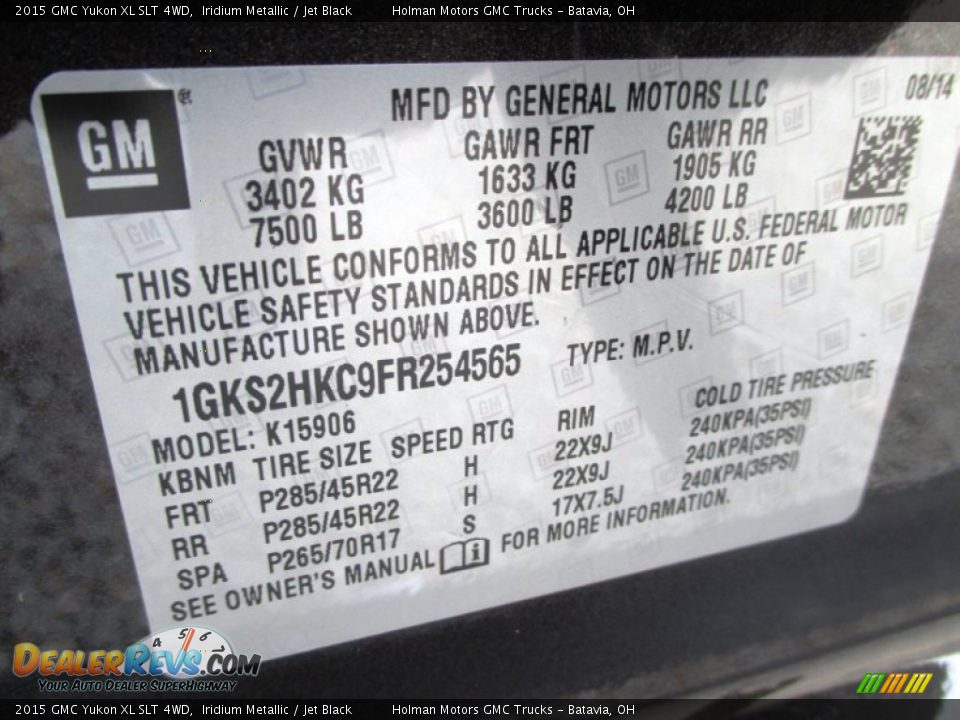 2015 GMC Yukon XL SLT 4WD, Iridium Metallic / Jet Black Holman Motors GMC Trucks - Batavia, OH
GM
MFD BY GENERAL MOTORS LLC 08/14
GVWR GAWR FRT GAWR RR
3402 KG 1633 KG 1905 KG
7500 LB 3600 LB 4200 LB
THIS VEHICLE CONFORMS TO ALL APPLICABLE U.S. FEDERAL MOTOR
VEHICLE SAFETY STANDARDS IN EFFECT ON THE DATE OF
MANUFACTURE SHOWN ABOVE.
1GKS2HKC9FR254565 TYPE: M.P.V.
MODEL: K15906
KBNM TIRE SIZE SPEED RTG RIM COLD TIRE PRESSURE
FRT P285/45R22 H 22X9J 240KPA(35PSI)
RR P285/45R22 H 22X9J 240KPA(35PSI)
SPA P265/70R17 S 17X7.5J 240KPA(35PSI)
SEE OWNER'S MANUAL FOR MORE INFORMATION.
4 5 6
DEALERREVS.COM
YOUR AUTO DEALER SUPERHIGHWAY
2015 GMC Yukon XL SLT 4WD, Iridium Metallic / Jet Black Holman Motors GMC Trucks - Batavia, OH